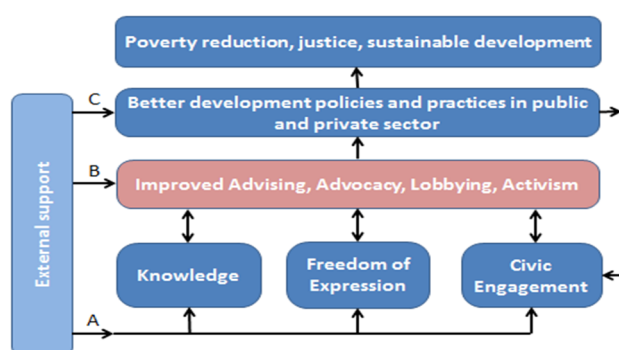 Poverty reduction, justice, sustainable development
C
Better development policies and practices in public
and private sector
B
Improved Advising, Advocacy, Lobbying, Activism
External support
Knowledge
Freedom of
Expression
Civic
Engagement
A